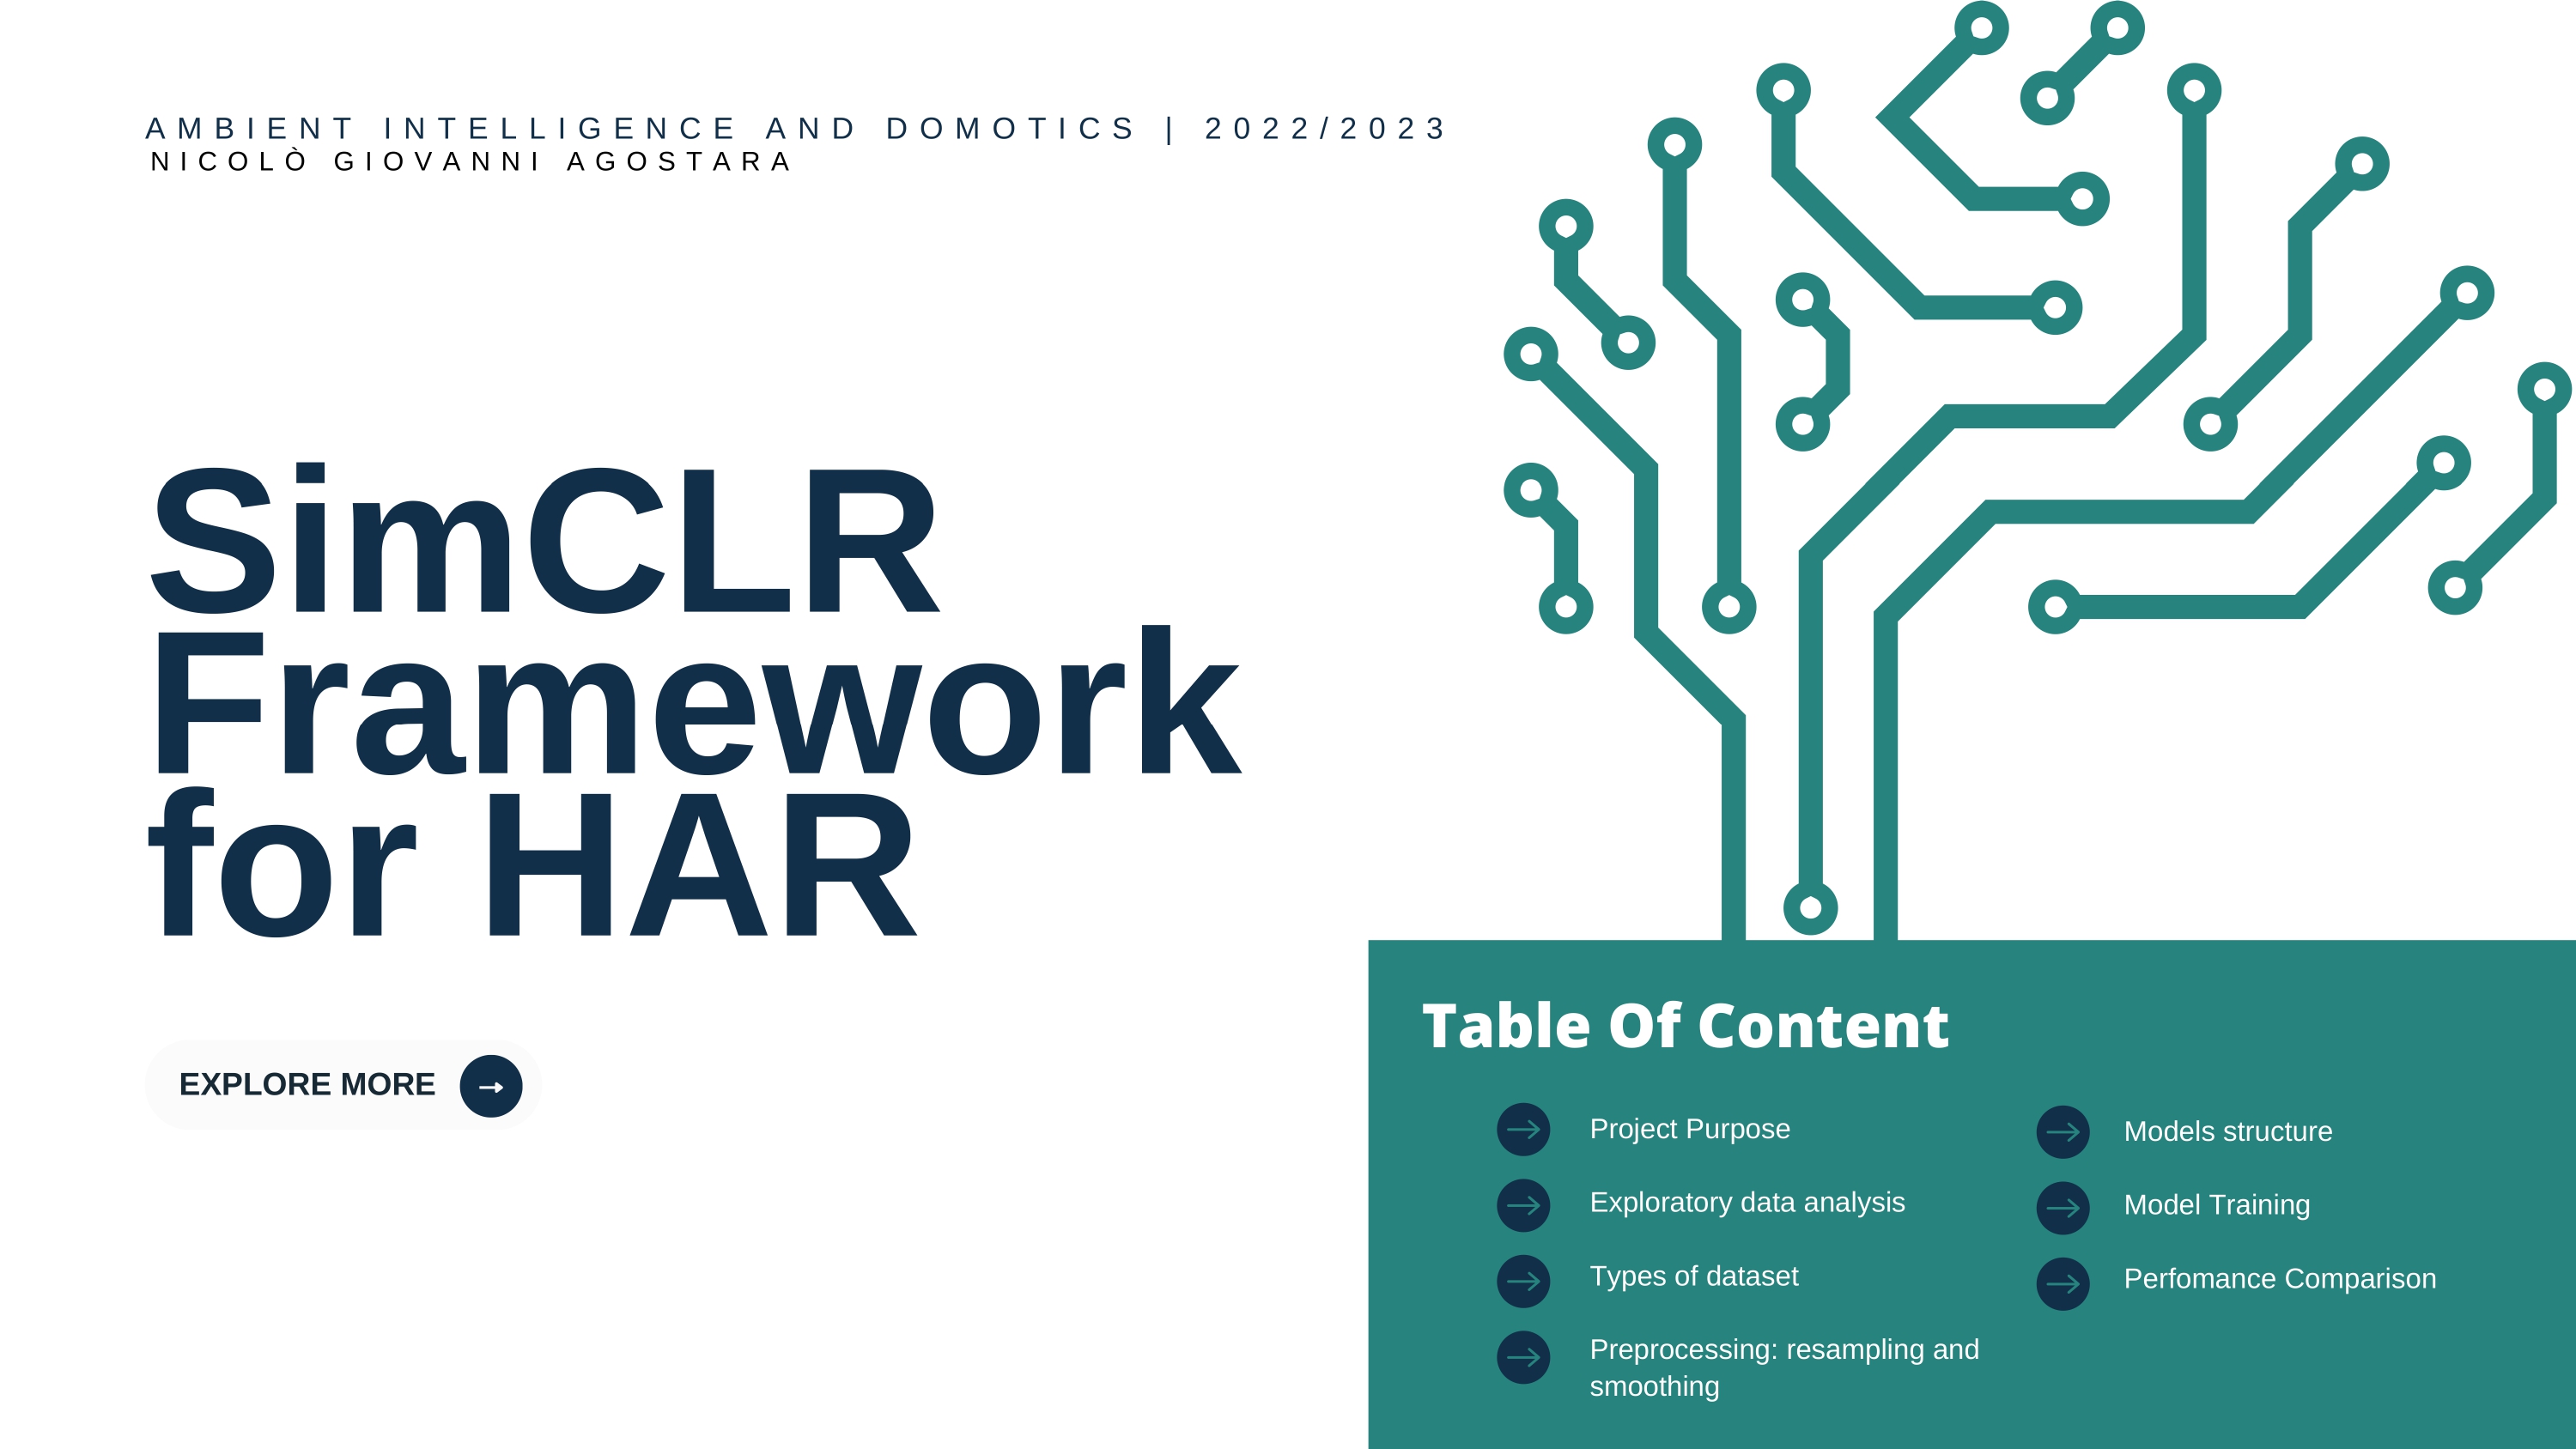 AMBIENT INTELLIGENCE AND DOMOTICS | 2022/2023
NICOLÒ GIOVANNI AGOSTARA
SimCLR
Framework
for HAR
EXPLORE MORE
Table Of Content
Project Purpose
Exploratory data analysis
Types of dataset
Preprocessing: resampling and
smoothing
Models structure
Model Training
Perfomance Comparison